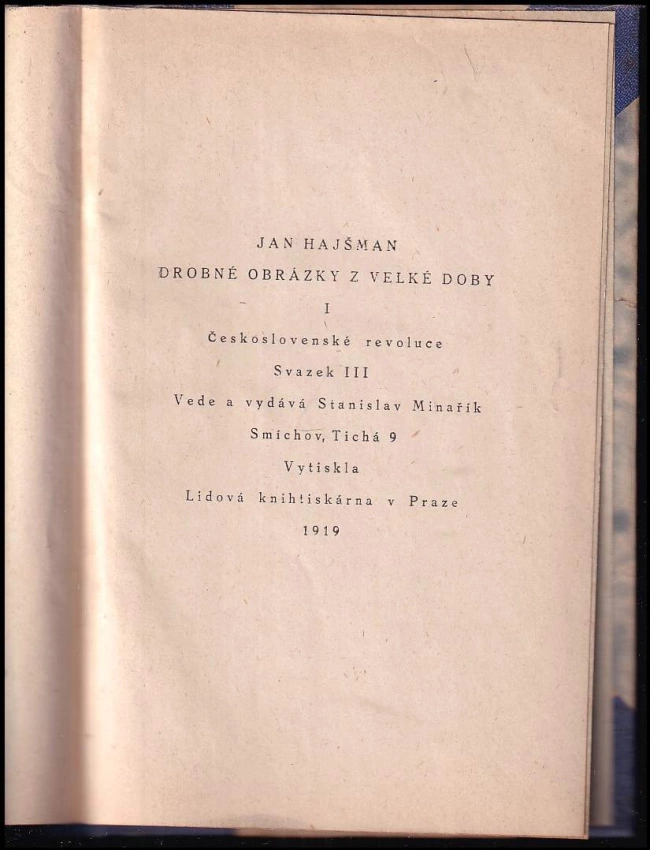 JAN HAJŠMAN
DROBNÉ OBRÁZKY Z VELKÉ DOBY
I
Československé revoluce
Svazek III
Vede a vydává Stanislav Minařík
Smíchov, Tichá 9
Vytiskla
Lidová knihtiskárna v Praze
1919